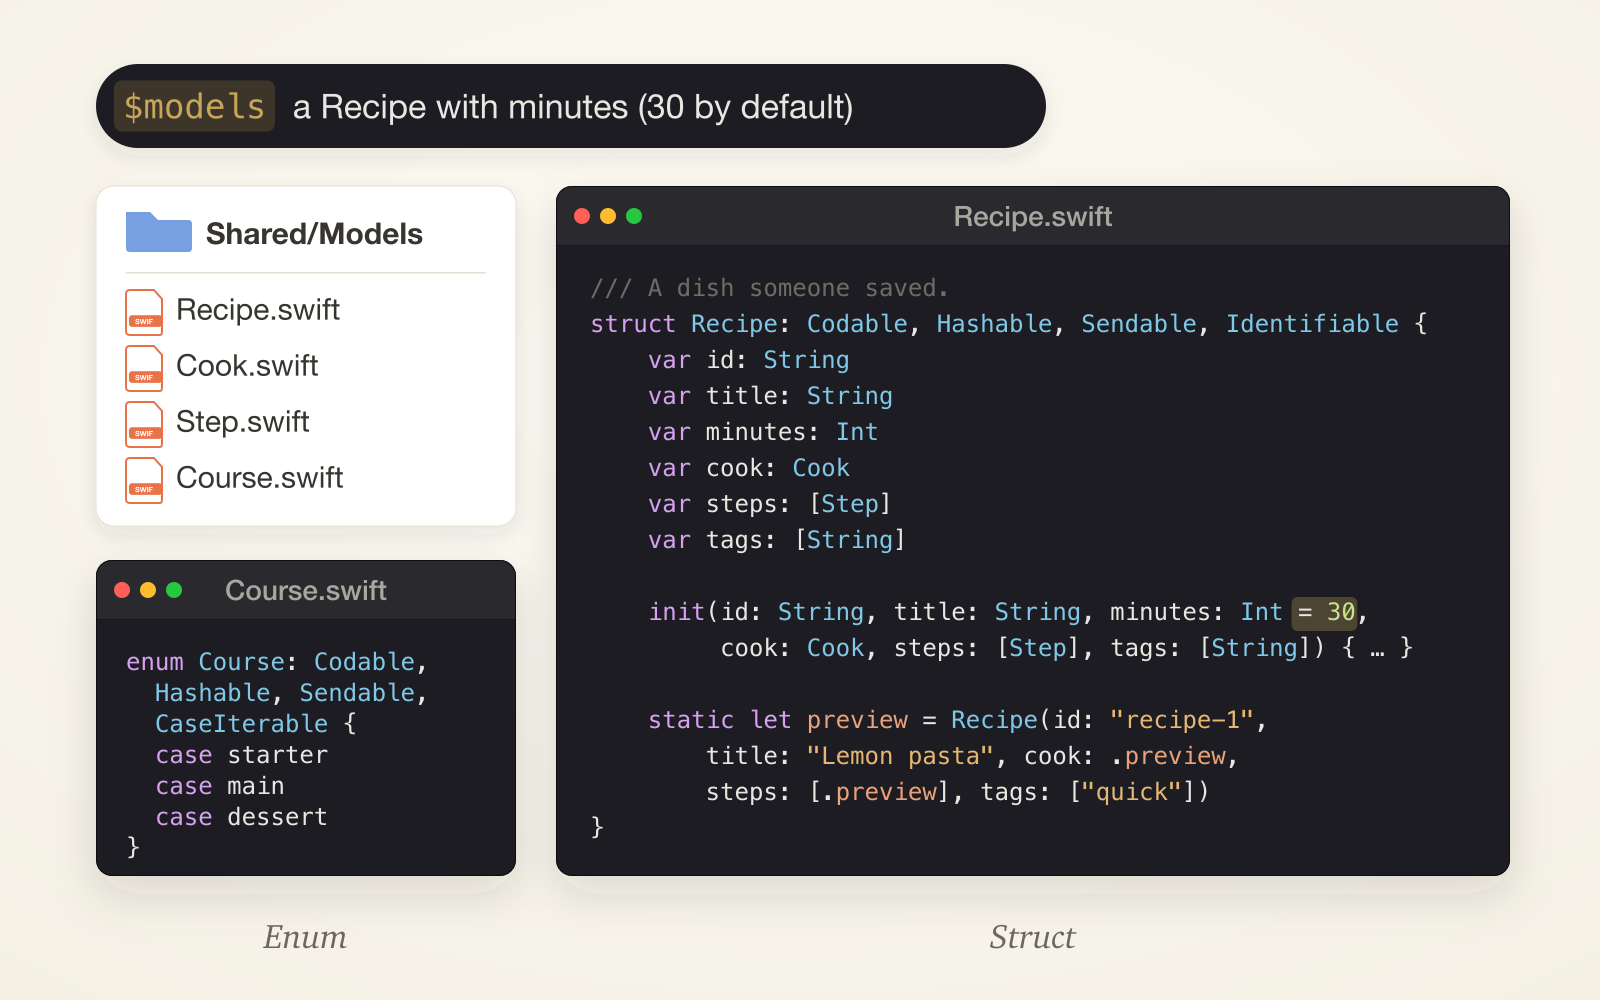 $models a Recipe with minutes (30 by default)
Shared/Models
SWIF Recipe.swift
SWIF Cook.swift
SWIF Step.swift
SWIF Course.swift
Course.swift
enum Course: Codable,
  Hashable, Sendable,
  CaseIterable {
  case starter
  case main
  case dessert
}
Enum
Recipe.swift
/// A dish someone saved.
struct Recipe: Codable, Hashable, Sendable, Identifiable {
    var id: String
    var title: String
    var minutes: Int
    var cook: Cook
    var steps: [Step]
    var tags: [String]
    init(id: String, title: String, minutes: Int = 30,
         cook: Cook, steps: [Step], tags: [String]) { … }
    static let preview = Recipe(id: "recipe-1",
        title: "Lemon pasta", cook: .preview,
        steps: [.preview], tags: ["quick"])
}
Struct